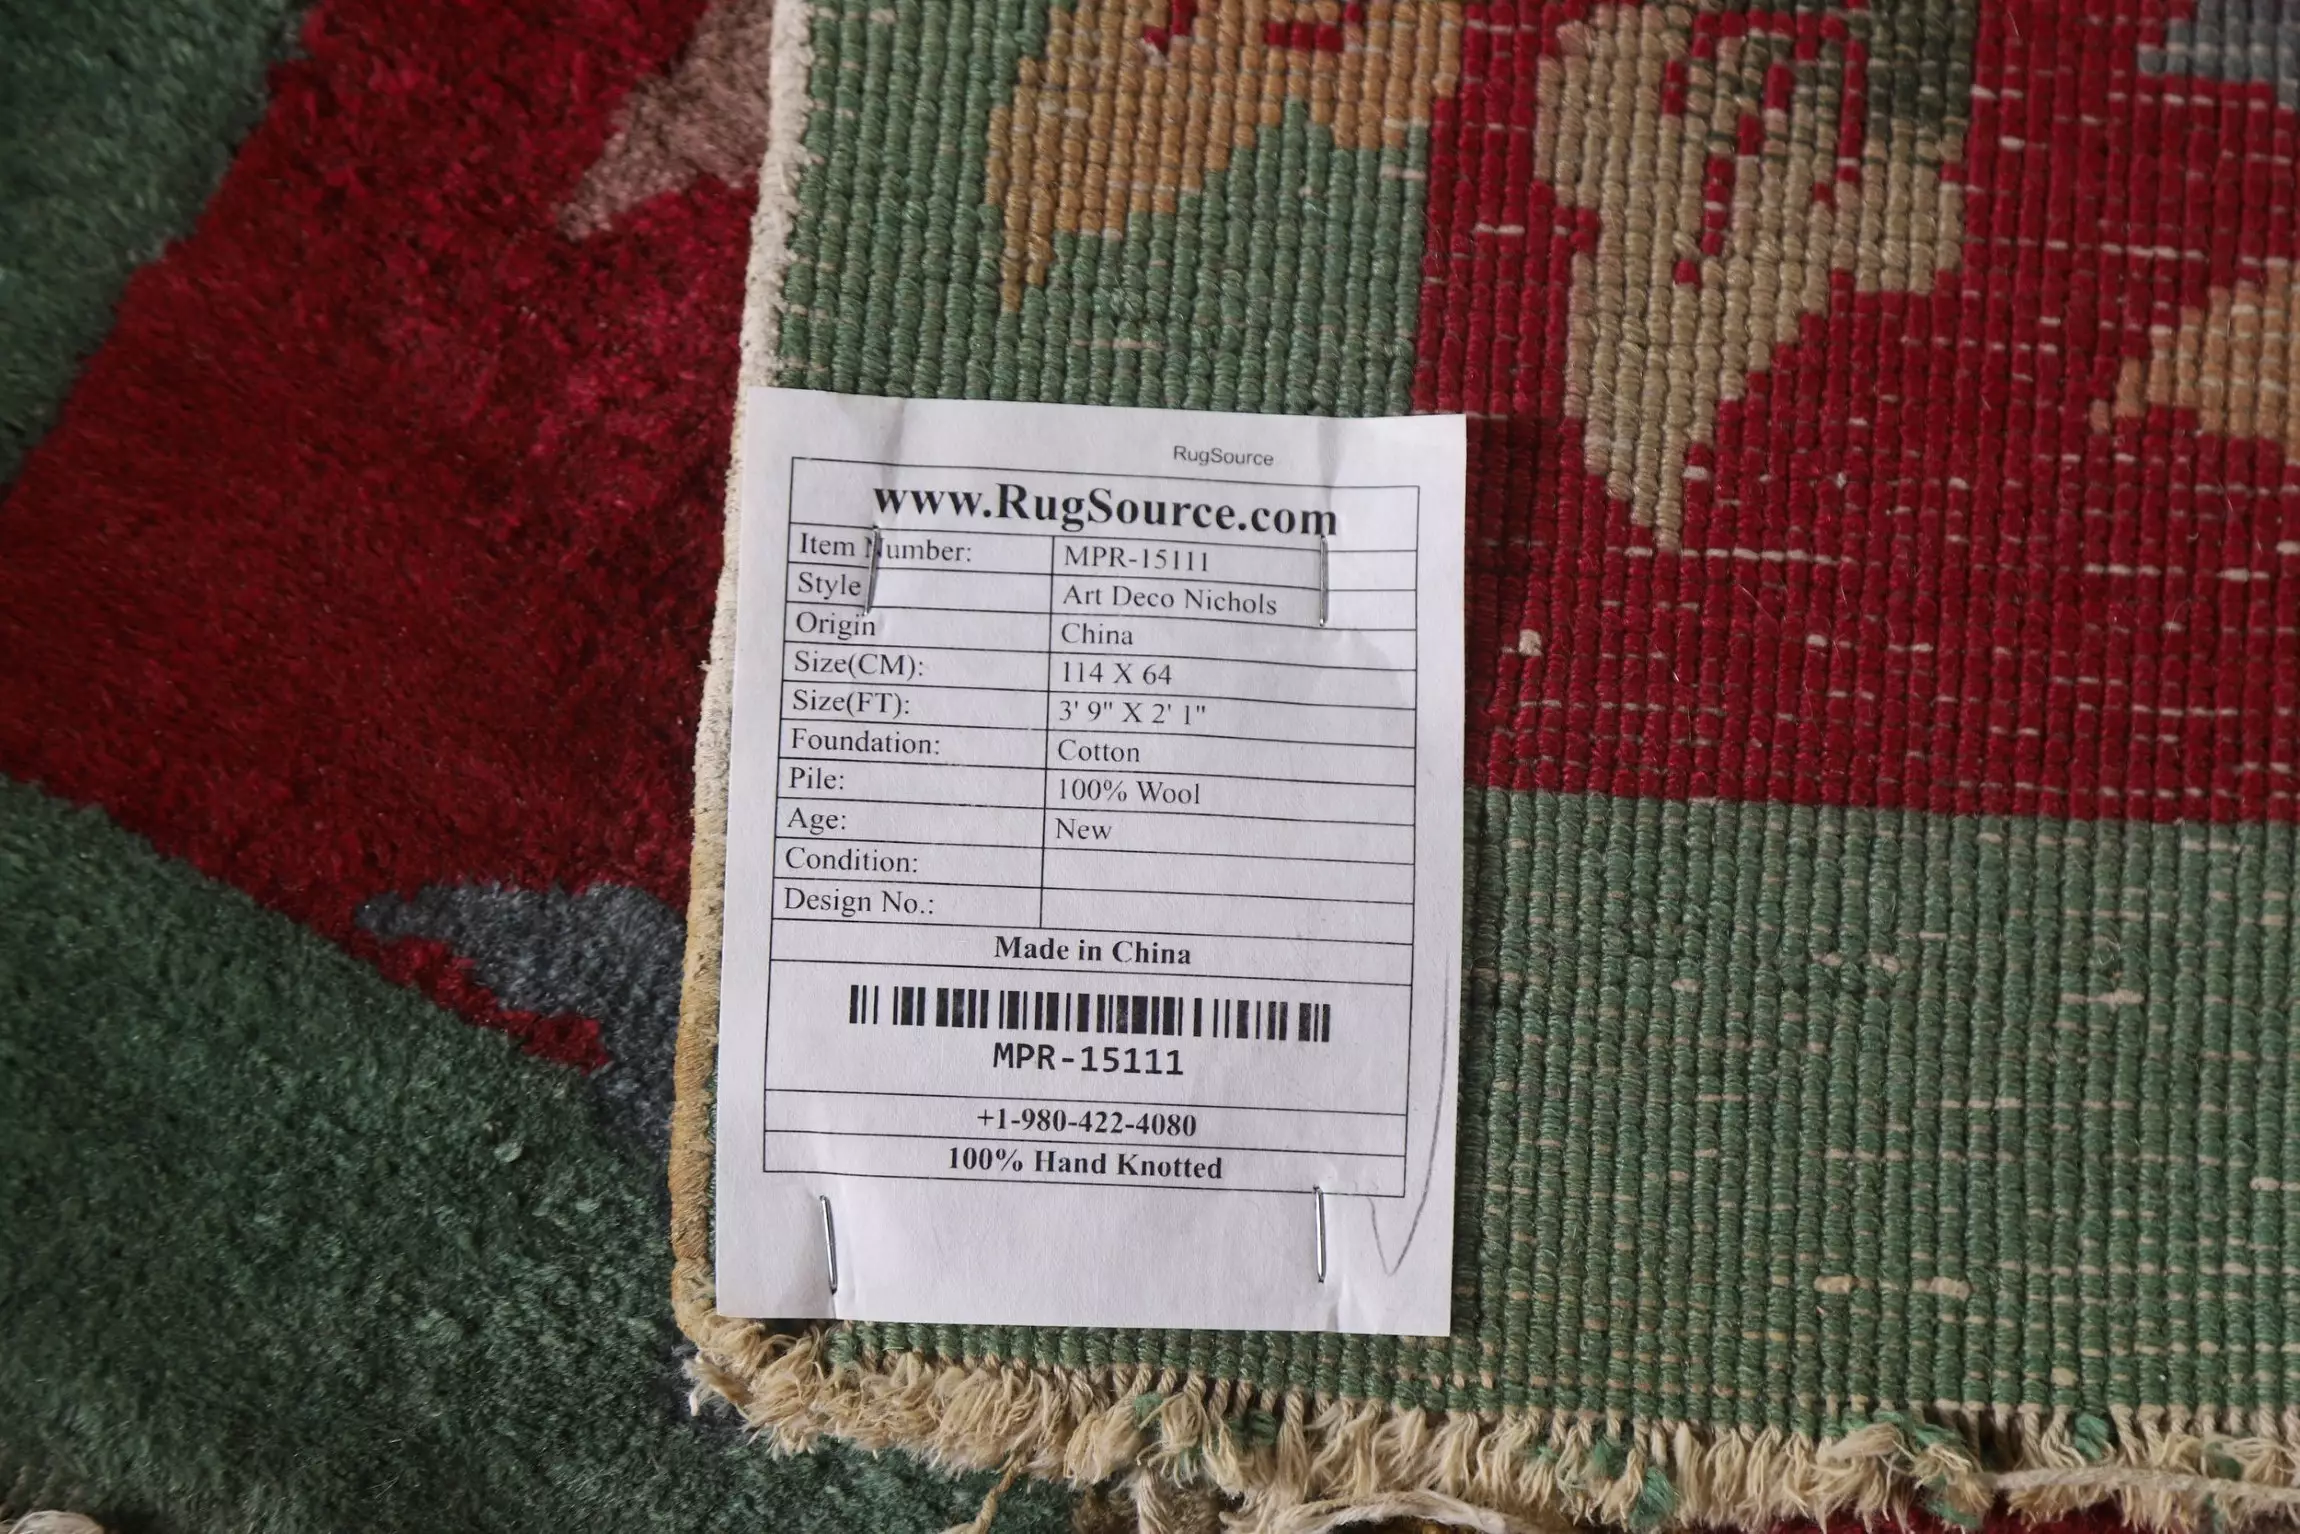 RugSource
www.RugSource.com
Item Number: MPR-15111
Style Art Deco Nichols
Origin China
Size(CM): 114 X 64
Size(FT): 3' 9" X 2' 1"
Foundation: Cotton
Pile: 100% Wool
Age: New
Condition:
Design No.:
Made in China
MPR-15111
+1-980-422-4080
100% Hand Knotted